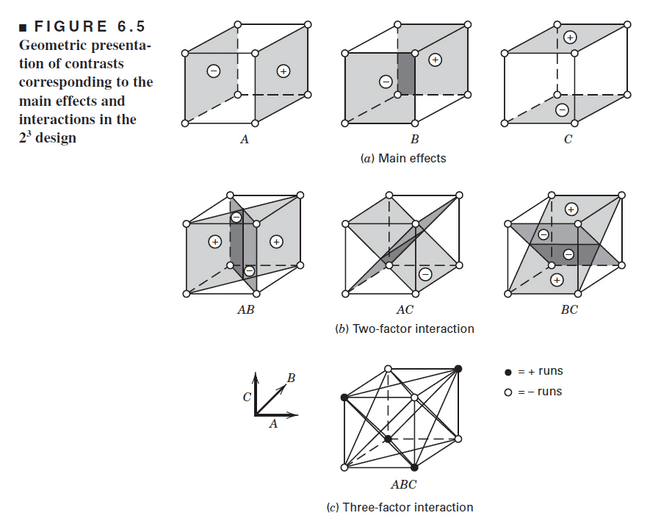 ■ FIGURE 6.5
Geometric presenta-
tion of contrasts
corresponding to the
main effects and
interactions in the
2³ design
− +
A
− +
B
+ −
C
(a) Main effects
+ − − +
AB
−
AC
+ − − +
BC
(b) Two-factor interaction
C B A
● = + runs
○ = − runs
ABC
(c) Three-factor interaction